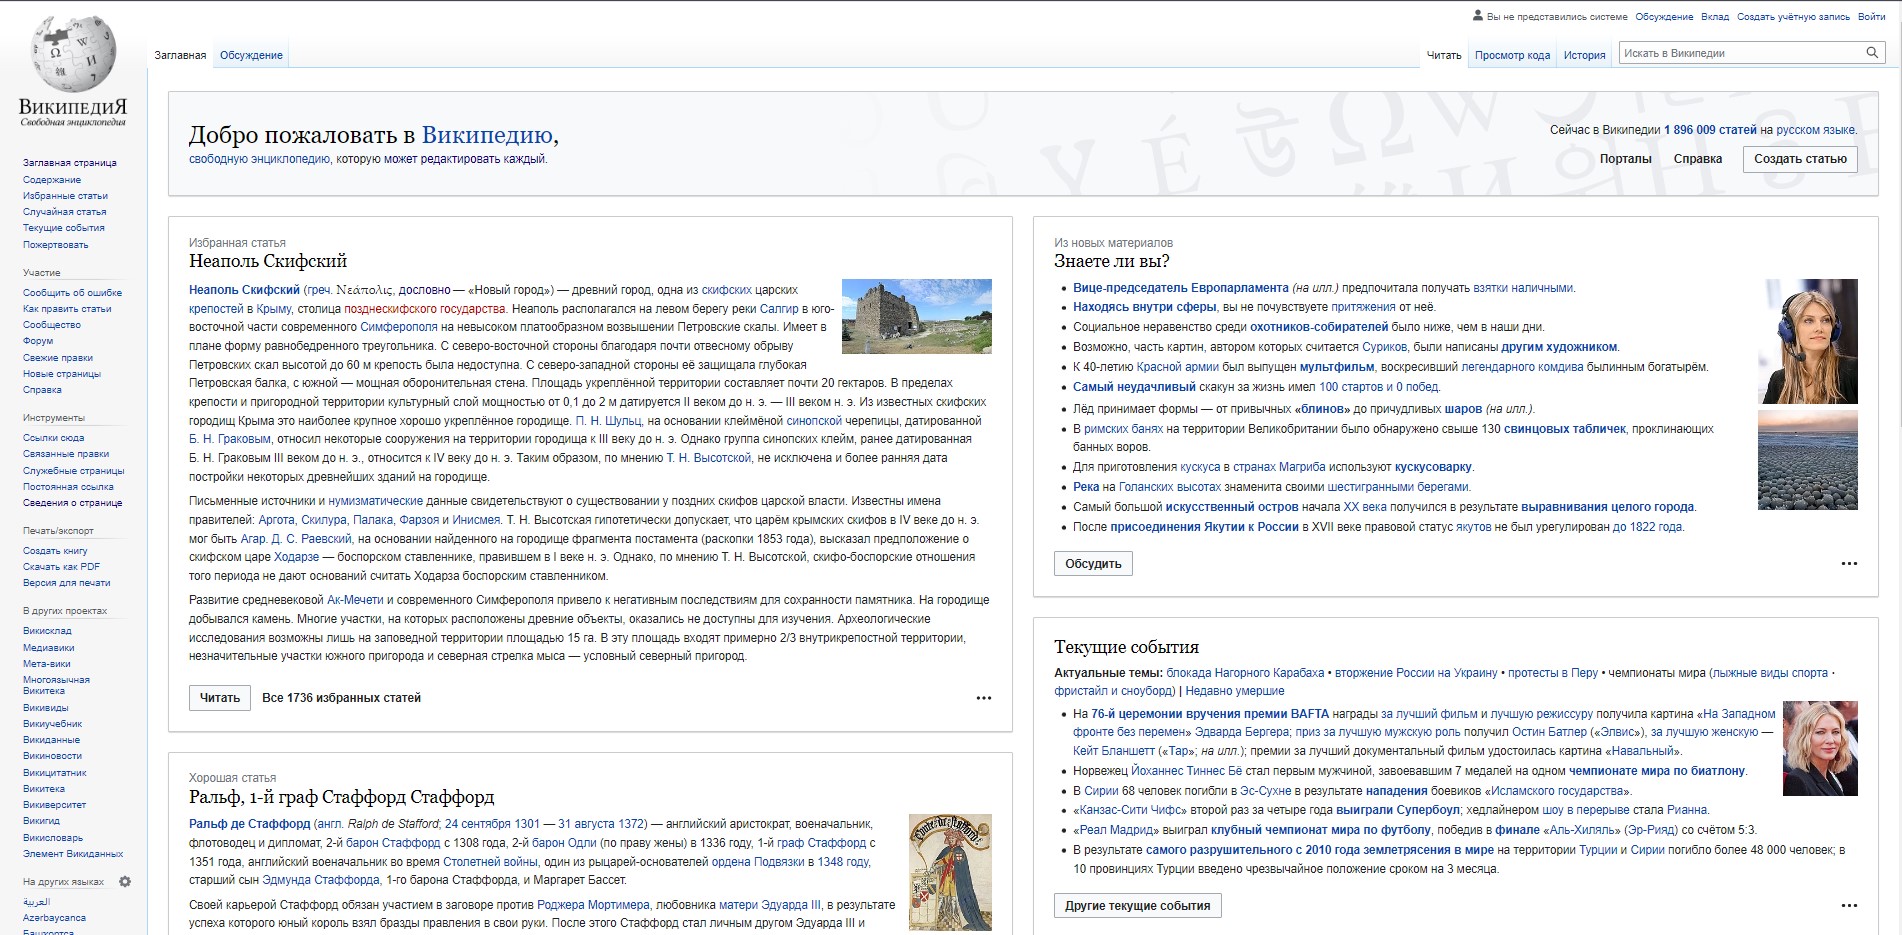 ВикипедиЯ
Свободная энциклопедия
Вы не представились системе Обсуждение Вклад Создать учётную запись Войти
Заглавная Обсуждение
Читать Просмотр кода История Искать в Википедии
Заглавная страница
Содержание
Избранные статьи
Случайная статья
Текущие события
Пожертвовать
Участие
Сообщить об ошибке
Как править статьи
Сообщество
Форум
Свежие правки
Новые страницы
Справка
Инструменты
Ссылки сюда
Связанные правки
Служебные страницы
Постоянная ссылка
Сведения о странице
Печать/экспорт
Создать книгу
Скачать как PDF
Версия для печати
В других проектах
Викисклад
Медиавики
Мета-вики
Многоязычная
Викитека
Викивиды
Викиучебник
Викиданные
Викиновости
Викицитатник
Викитека
Викиверситет
Викигид
Викисловарь
Элемент Викиданных
На других языках
العربية
Azərbaycanca
Башҡортса
Добро пожаловать в Википедию,
свободную энциклопедию, которую может редактировать каждый.
Сейчас в Википедии 1 896 009 статей на русском языке.
Порталы Справка Создать статью
Избранная статья
Неаполь Скифский
Неаполь Скифский (греч. Νεάπολις, дословно — «Новый город») — древний город, одна из скифских царских
крепостей в Крыму, столица позднескифского государства. Неаполь располагался на левом берегу реки Салгир в юго-
восточной части современного Симферополя на невысоком платообразном возвышении Петровские скалы. Имеет в
плане форму равнобедренного треугольника. С северо-восточной стороны благодаря почти отвесному обрыву
Петровских скал высотой до 60 м крепость была недоступна. С северо-западной стороны её защищала глубокая
Петровская балка, с южной — мощная оборонительная стена. Площадь укреплённой территории составляет почти 20 гектаров. В пределах
крепости и пригородной территории культурный слой мощностью от 0,1 до 2 м датируется II веком до н. э. — III веком н. э. Из известных скифских
городищ Крыма это наиболее крупное хорошо укреплённое городище. П. Н. Шульц, на основании клеймёной синопской черепицы, датированной
Б. Н. Граковым, относил некоторые сооружения на территории городища к III веку до н. э. Однако группа синопских клейм, ранее датированная
Б. Н. Граковым III веком до н. э., относится к IV веку до н. э. Таким образом, по мнению Т. Н. Высотской, не исключена и более ранняя дата
постройки некоторых древнейших зданий на городище.
Письменные источники и нумизматические данные свидетельствуют о существовании у поздних скифов царской власти. Известны имена
правителей: Аргота, Скилура, Палака, Фарзоя и Инисмея. Т. Н. Высотская гипотетически допускает, что царём крымских скифов в IV веке до н. э.
мог быть Агар. Д. С. Раевский, на основании найденного на городище фрагмента постамента (раскопки 1853 года), высказал предположение о
скифском царе Ходарзе — боспорском ставленнике, правившем в I веке н. э. Однако, по мнению Т. Н. Высотской, скифо-боспорские отношения
того периода не дают оснований считать Ходарза боспорским ставленником.
Развитие средневековой Ак-Мечети и современного Симферополя привело к негативным последствиям для сохранности памятника. На городище
добывался камень. Многие участки, на которых расположены древние объекты, оказались не доступны для изучения. Археологические
исследования возможны лишь на заповедной территории площадью 15 га. В эту площадь входят примерно 2/3 внутрикрепостной территории,
незначительные участки южного пригорода и северная стрелка мыса — условный северный пригород.
Читать Все 1736 избранных статей
Хорошая статья
Ральф, 1-й граф Стаффорд Стаффорд
Ральф де Стаффорд (англ. Ralph de Stafford; 24 сентября 1301 — 31 августа 1372) — английский аристократ, военачальник,
флотоводец и дипломат, 2-й барон Стаффорд с 1308 года, 2-й барон Одли (по праву жены) в 1336 году, 1-й граф Стаффорд с
1351 года, английский военачальник во время Столетней войны, один из рыцарей-основателей ордена Подвязки в 1348 году,
старший сын Эдмунда Стаффорда, 1-го барона Стаффорда, и Маргарет Бассет.
Своей карьерой Стаффорд обязан участием в заговоре против Роджера Мортимера, любовника матери Эдуарда III, в результате
успеха которого юный король взял бразды правления в свои руки. После этого Стаффорд стал личным другом Эдуарда III и
Из новых материалов
Знаете ли вы?
Вице-председатель Европарламента (на илл.) предпочитала получать взятки наличными.
Находясь внутри сферы, вы не почувствуете притяжения от неё.
Социальное неравенство среди охотников-собирателей было ниже, чем в наши дни.
Возможно, часть картин, автором которых считается Суриков, были написаны другим художником.
К 40-летию Красной армии был выпущен мультфильм, воскресивший легендарного комдива былинным богатырём.
Самый неудачливый скакун за жизнь имел 100 стартов и 0 побед.
Лёд принимает формы — от привычных «блинов» до причудливых шаров (на илл.).
В римских банях на территории Великобритании было обнаружено свыше 130 свинцовых табличек, проклинающих
банных воров.
Для приготовления кускуса в странах Магриба используют кускусоварку.
Река на Голанских высотах знаменита своими шестигранными берегами.
Самый большой искусственный остров начала XX века получился в результате выравнивания целого города.
После присоединения Якутии к России в XVII веке правовой статус якутов не был урегулирован до 1822 года.
Обсудить
Текущие события
Актуальные темы: блокада Нагорного Карабаха • вторжение России на Украину • протесты в Перу • чемпионаты мира (лыжные виды спорта ·
фристайл и сноуборд) | Недавно умершие
На 76-й церемонии вручения премии BAFTA награды за лучший фильм и лучшую режиссуру получила картина «На Западном
фронте без перемен» Эдварда Бергера; приз за лучшую мужскую роль получил Остин Батлер («Элвис»), за лучшую женскую —
Кейт Бланшетт («Тар»; на илл.); премии за лучший документальный фильм удостоилась картина «Навальный».
Норвежец Йоханнес Тиннес Бё стал первым мужчиной, завоевавшим 7 медалей на одном чемпионате мира по биатлону.
В Сирии 68 человек погибли в Эс-Сухне в результате нападения боевиков «Исламского государства».
«Канзас-Сити Чифс» второй раз за четыре года выиграли Супербоул; хедлайнером шоу в перерыве стала Рианна.
«Реал Мадрид» выиграл клубный чемпионат мира по футболу, победив в финале «Аль-Хиляль» (Эр-Рияд) со счётом 5:3.
В результате самого разрушительного с 2010 года землетрясения в мире на территории Турции и Сирии погибло более 48 000 человек; в
10 провинциях Турции введено чрезвычайное положение сроком на 3 месяца.
Другие текущие события